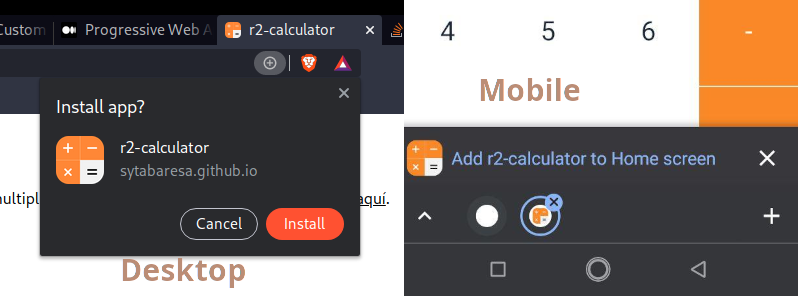 Custom
Progressive Web A
r2-calculator
Install app?
r2-calculator
sytabaresa.github.io
multipl
aquí.
Cancel
Install
Desktop
4 5 6 -
Mobile
Add r2-calculator to Home screen